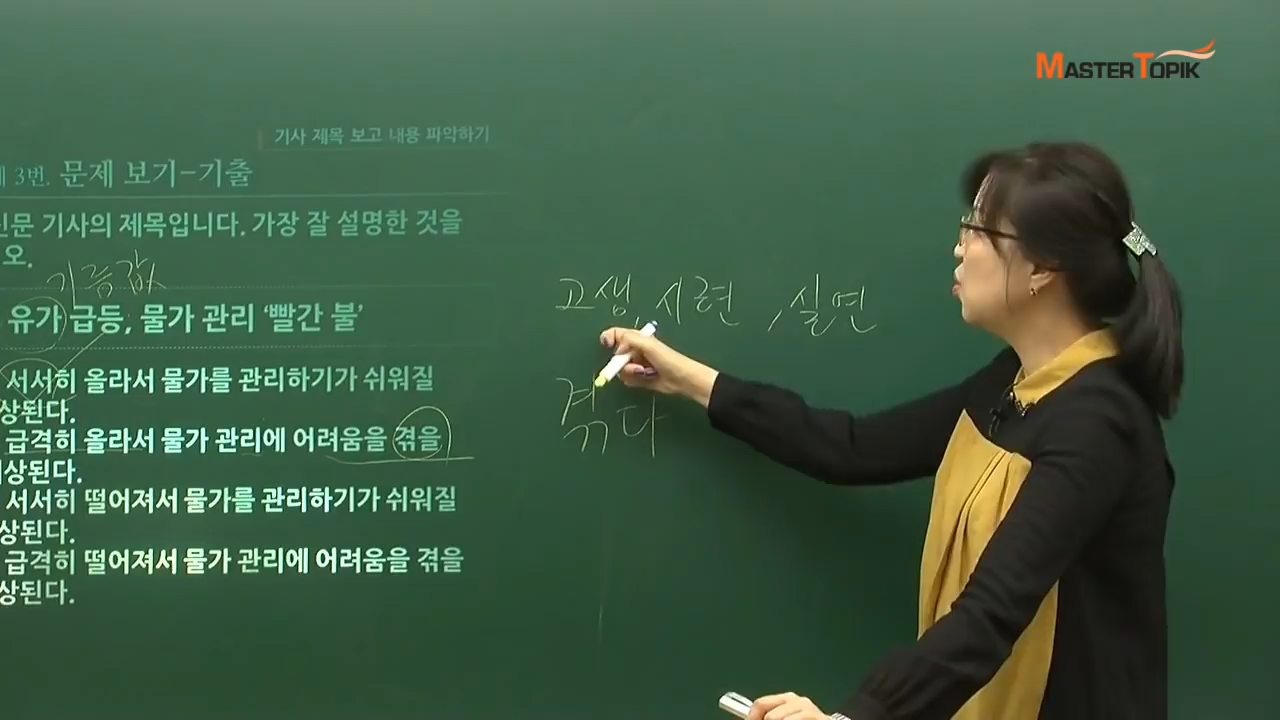 MASTERTOPIK
기사 제목 보고 내용 파악하기
제 3번. 문제 보기-기출
신문 기사의 제목입니다. 가장 잘 설명한 것을
오.
기름값
유가 급등, 물가 관리 '빨간 불'
서서히 올라서 물가를 관리하기가 쉬워질
상된다.
급격히 올라서 물가 관리에 어려움을 겪을
상된다.
서서히 떨어져서 물가를 관리하기가 쉬워질
상된다.
급격히 떨어져서 물가 관리에 어려움을 겪을
상된다.
고생, 시련, 실연
겪다